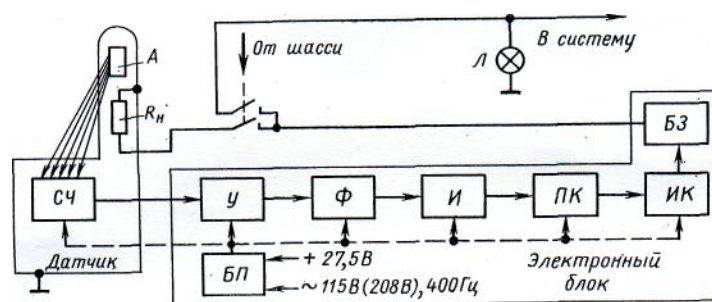 От шасси
В систему
Л
А
Rн
БЗ
СЧ
У
Ф
И
ПК
ИК
Датчик
БП
+ 27,5В
~ 115В (208В), 400Гц
Электронный
блок